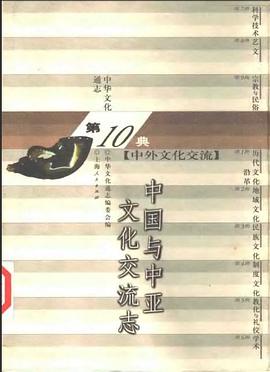 科学技术
艺文
宗教与民俗
中华文化
通志
第10典
【中外文化交流】
中华文化通志编委会编
上海人民出版社
历代文化
沿革
地域文化
民族文化
制度文化
教化与礼仪
学术
中国与中亚
文化交流志